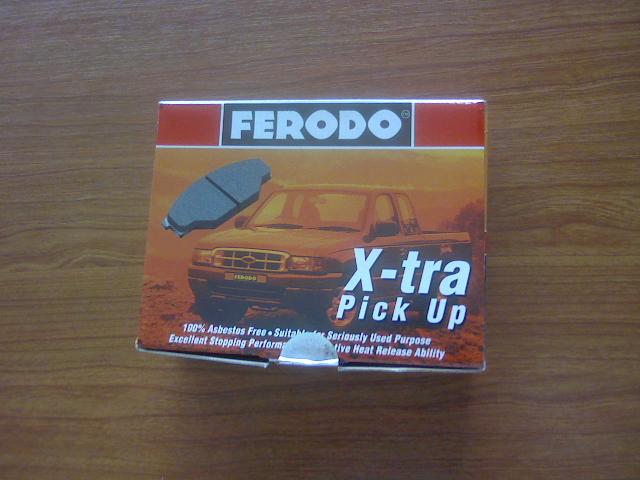 FERODO
FERODO
X-tra
Pick Up
100% Asbestos Free • Suitable for Seriously Used Purpose
Excellent Stopping Heat Release Ability